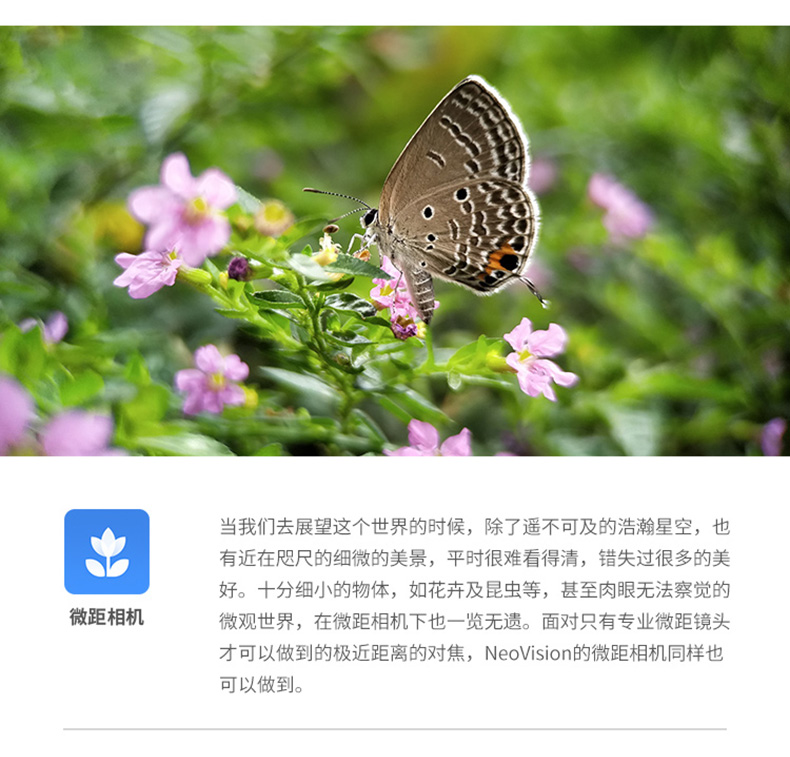 当我们去展望这个世界的时候，除了遥不可及的浩瀚星空，也
有近在咫尺的细微的美景，平时很难看得清，错失过很多的美
好。十分细小的物体，如花卉及昆虫等，甚至肉眼无法察觉的
微观世界，在微距相机下也一览无遗。面对只有专业微距镜头
才可以做到的极近距离的对焦，NeoVision的微距相机同样也
可以做到。
微距相机